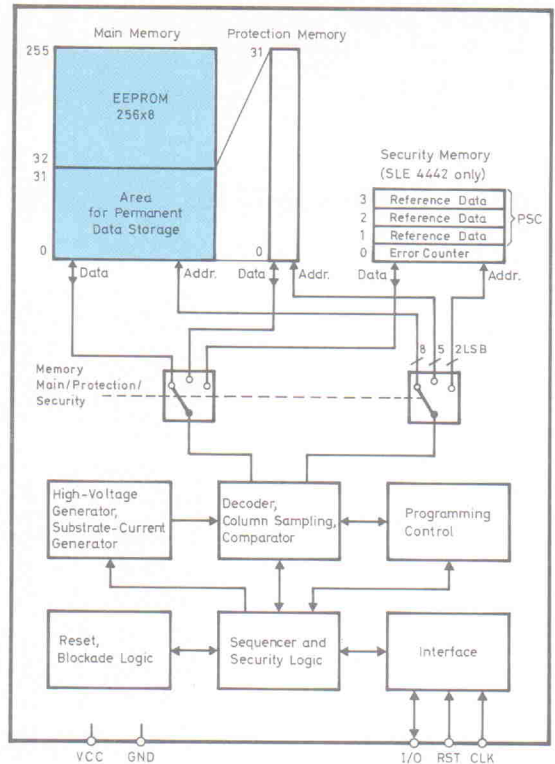 Main Memory
Protection Memory
255
EEPROM
256x8
32
31
Area
for Permanent
Data Storage
0
31
0
Security Memory
(SLE 4442 only)
3 Reference Data
2 Reference Data
1 Reference Data
0 Error Counter
PSC
Data
Addr.
Data
Addr.
Data
Addr.
8 5 2LSB
Memory
Main/Protection/
Security
High-Voltage
Generator,
Substrate-Current
Generator
Decoder,
Column Sampling,
Comparator
Programming
Control
Reset,
Blockade Logic
Sequencer and
Security Logic
Interface
VCC GND
I/O RST CLK